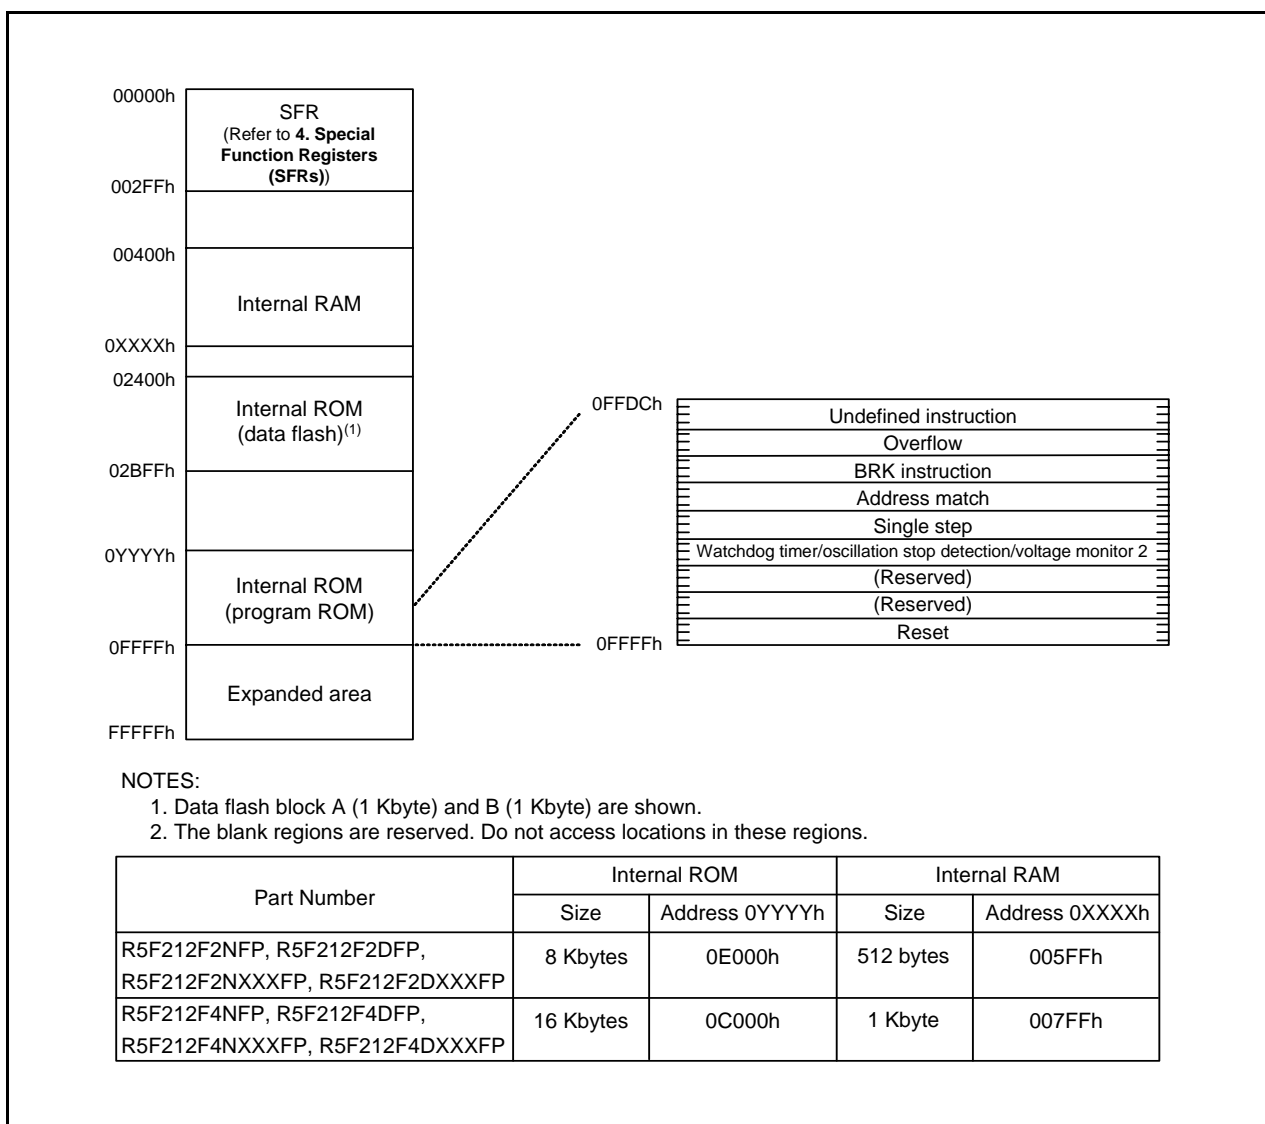 00000h
SFR
(Refer to 4. Special
Function Registers
(SFRs))
002FFh
00400h
Internal RAM
0XXXXh
02400h
Internal ROM
(data flash)(1)
02BFFh
0YYYYh
Internal ROM
(program ROM)
0FFFFh
Expanded area
FFFFFh
0FFDCh
Undefined instruction
Overflow
BRK instruction
Address match
Single step
Watchdog timer/oscillation stop detection/voltage monitor 2
(Reserved)
(Reserved)
Reset
0FFFFh
NOTES:
1. Data flash block A (1 Kbyte) and B (1 Kbyte) are shown.
2. The blank regions are reserved. Do not access locations in these regions.
Part Number
Internal ROM
Internal RAM
Size
Address 0YYYYh
Size
Address 0XXXXh
R5F212F2NFP, R5F212F2DFP,
R5F212F2NXXXFP, R5F212F2DXXXFP
8 Kbytes
0E000h
512 bytes
005FFh
R5F212F4NFP, R5F212F4DFP,
R5F212F4NXXXFP, R5F212F4DXXXFP
16 Kbytes
0C000h
1 Kbyte
007FFh